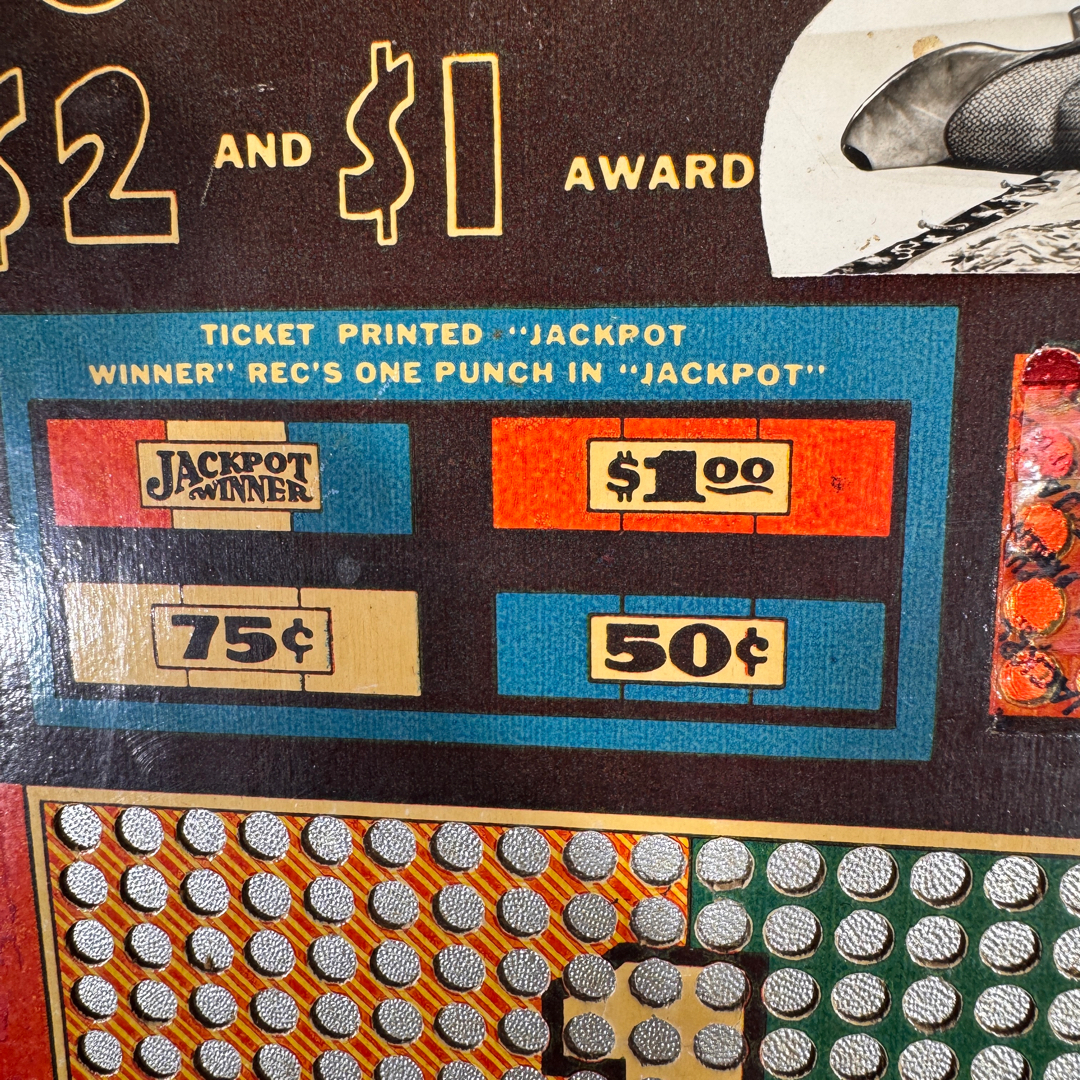 $2 AND $1 AWARD
TICKET PRINTED "JACKPOT
WINNER" REC'S ONE PUNCH IN "JACKPOT"
JACKPOT
WINNER
$1.00
75¢
50¢